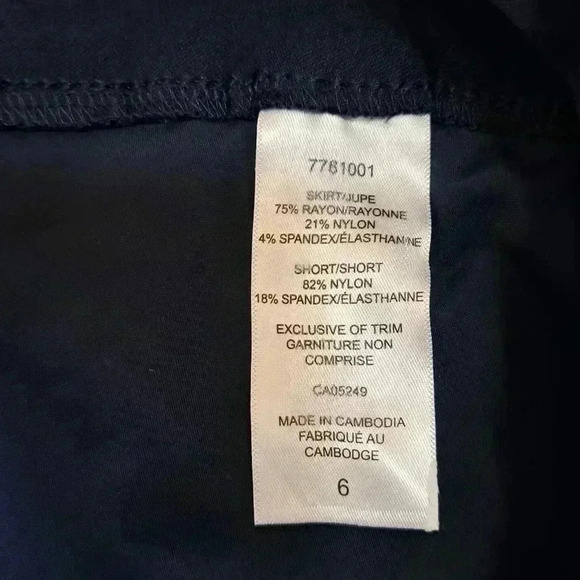 7761001
SKIRT/JUPE
75% RAYON/RAYONNE
21% NYLON
4% SPANDEX/ÉLASTHANNE
SHORT/SHORT
82% NYLON
18% SPANDEX/ÉLASTHANNE
EXCLUSIVE OF TRIM
GARNITURE NON
COMPRISE
CA05249
MADE IN CAMBODIA
FABRIQUÉ AU
CAMBODGE
6